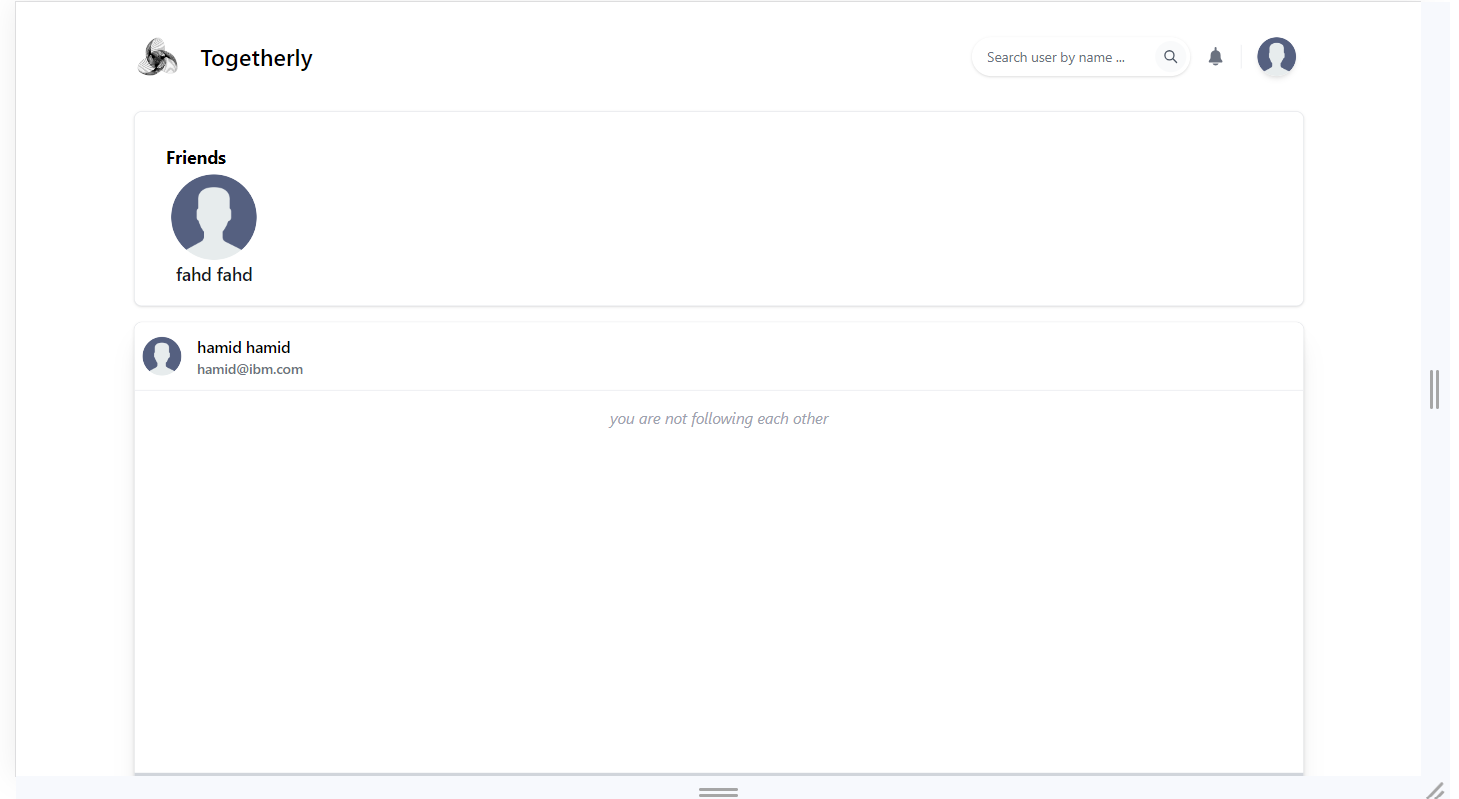 Togetherly
Search user by name ...
Friends
fahd fahd
hamid hamid
hamid@ibm.com
you are not following each other